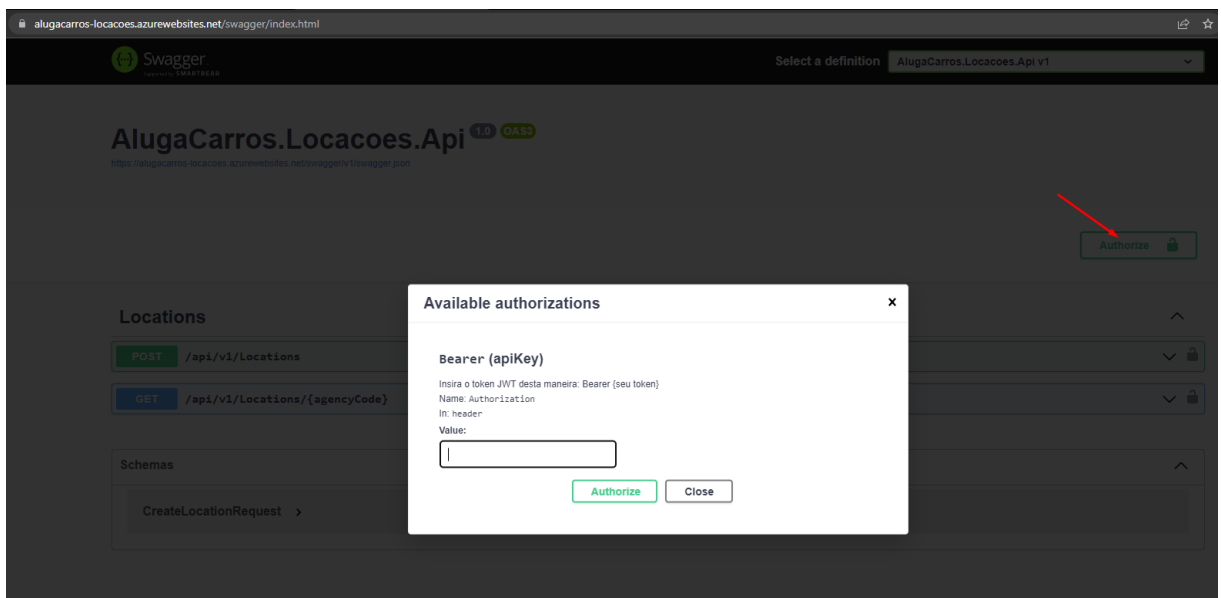 alugacarros-locacoes.azurewebsites.net/swagger/index.html
Swagger
Supported by SMARTBEAR
Select a definition
AlugaCarros.Locacoes.Api v1
AlugaCarros.Locacoes.Api 1.0 OAS3
https://alugacarros-locacoes.azurewebsites.net/swagger/v1/swagger.json
Authorize
Available authorizations x
Locations
Bearer (apiKey)
POST /api/v1/Locations
Insira o token JWT desta maneira: Bearer {seu token}
Name: Authorization
GET /api/v1/Locations/{agencyCode}
In: header
Value:
Schemas
Authorize Close
CreateLocationRequest